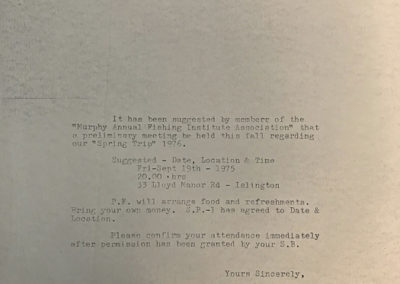 It has been suggested by members of the
"Murphy Annual Fishing Institute Association" that
a preliminary meeting be held this fall regarding
our "Spring Trip" 1976.
Suggested - Date, Location & Time
Fri-Sept 19th - 1975
20.00 hrs
33 Lloyd Manor Rd - Islington
P.F. will arrange food and refreshments.
Bring your own money. S.P.-1 has agreed to Date &
Location.
Please confirm your attendance immediately
after permission has been granted by your S.B.
Yours Sincerely,